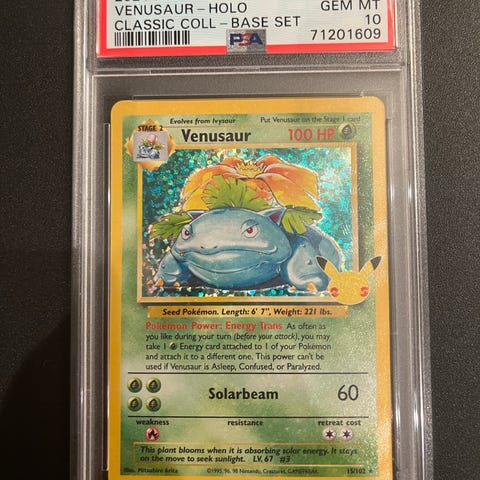 VENUSAUR-HOLO GEM MT
CLASSIC COLL-BASE SET 10
PSA 71201609
Evolves from Ivysaur Put Venusaur on the Stage 1 card
STAGE 2
Venusaur 100 HP
Seed Pokémon. Length: 6' 7", Weight: 221 lbs.
Pokémon Power: Energy Trans As often as
you like during your turn (before your attack), you may
take 1 Energy card attached to 1 of your Pokémon
and attach it to a different one. This power can't be
used if Venusaur is Asleep, Confused, or Paralyzed.
Solarbeam 60
weakness resistance retreat cost
This plant blooms when it is absorbing solar energy. It stays
on the move to seek sunlight. LV. 67 #3
Illus. Mitsuhiro Arita ©1995, 96, 98 Nintendo, Creatures, GAMEFREAK. 15/102